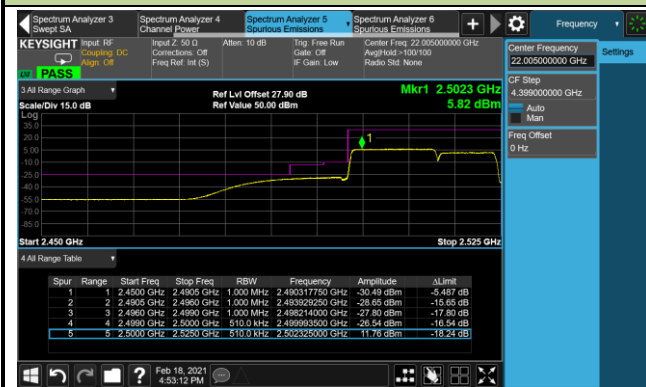 Spectrum Analyzer 3
Swept SA
Spectrum Analyzer 4
Channel Power
Spectrum Analyzer 5
Spurious Emissions
Spectrum Analyzer 6
Spurious Emissions
+
Frequency
KEYSIGHT
Input: RF
Coupling: DC
Align: Off
Input Z: 50 Ω
Corrections: Off
Freq Ref: Int (S)
Atten: 10 dB
Trig: Free Run
Gate: Off
IF Gain: Low
Center Freq: 22.005000000 GHz
Avg|Hold:>100/100
Radio Std: None
PASS
Center Frequency
22.005000000 GHz
Settings
CF Step
4.399000000 GHz
Auto
Man
Freq Offset
0 Hz
3 All Range Graph
Scale/Div 15.0 dB
Ref Lvl Offset 27.90 dB
Ref Value 50.00 dBm
Mkr1 2.5023 GHz
5.82 dBm
Log
35.0
20.0
5.00
-10.0
-25.0
-40.0
-55.0
-70.0
-85.0
1
Start 2.450 GHz
Stop 2.525 GHz
4 All Range Table
Spur Range Start Freq Stop Freq RBW Frequency Amplitude ΔLimit
1 1 2.4500 GHz 2.4905 GHz 1.000 MHz 2.490317750 GHz -30.49 dBm -5.487 dB
2 2 2.4905 GHz 2.4960 GHz 1.000 MHz 2.493929250 GHz -28.65 dBm -15.65 dB
3 3 2.4960 GHz 2.4990 GHz 1.000 MHz 2.498214000 GHz -27.80 dBm -17.80 dB
4 4 2.4990 GHz 2.5000 GHz 510.0 kHz 2.499993500 GHz -26.54 dBm -16.54 dB
5 5 2.5000 GHz 2.5250 GHz 510.0 kHz 2.502325000 GHz 11.76 dBm -18.24 dB
?
Feb 18, 2021
4:53:12 PM